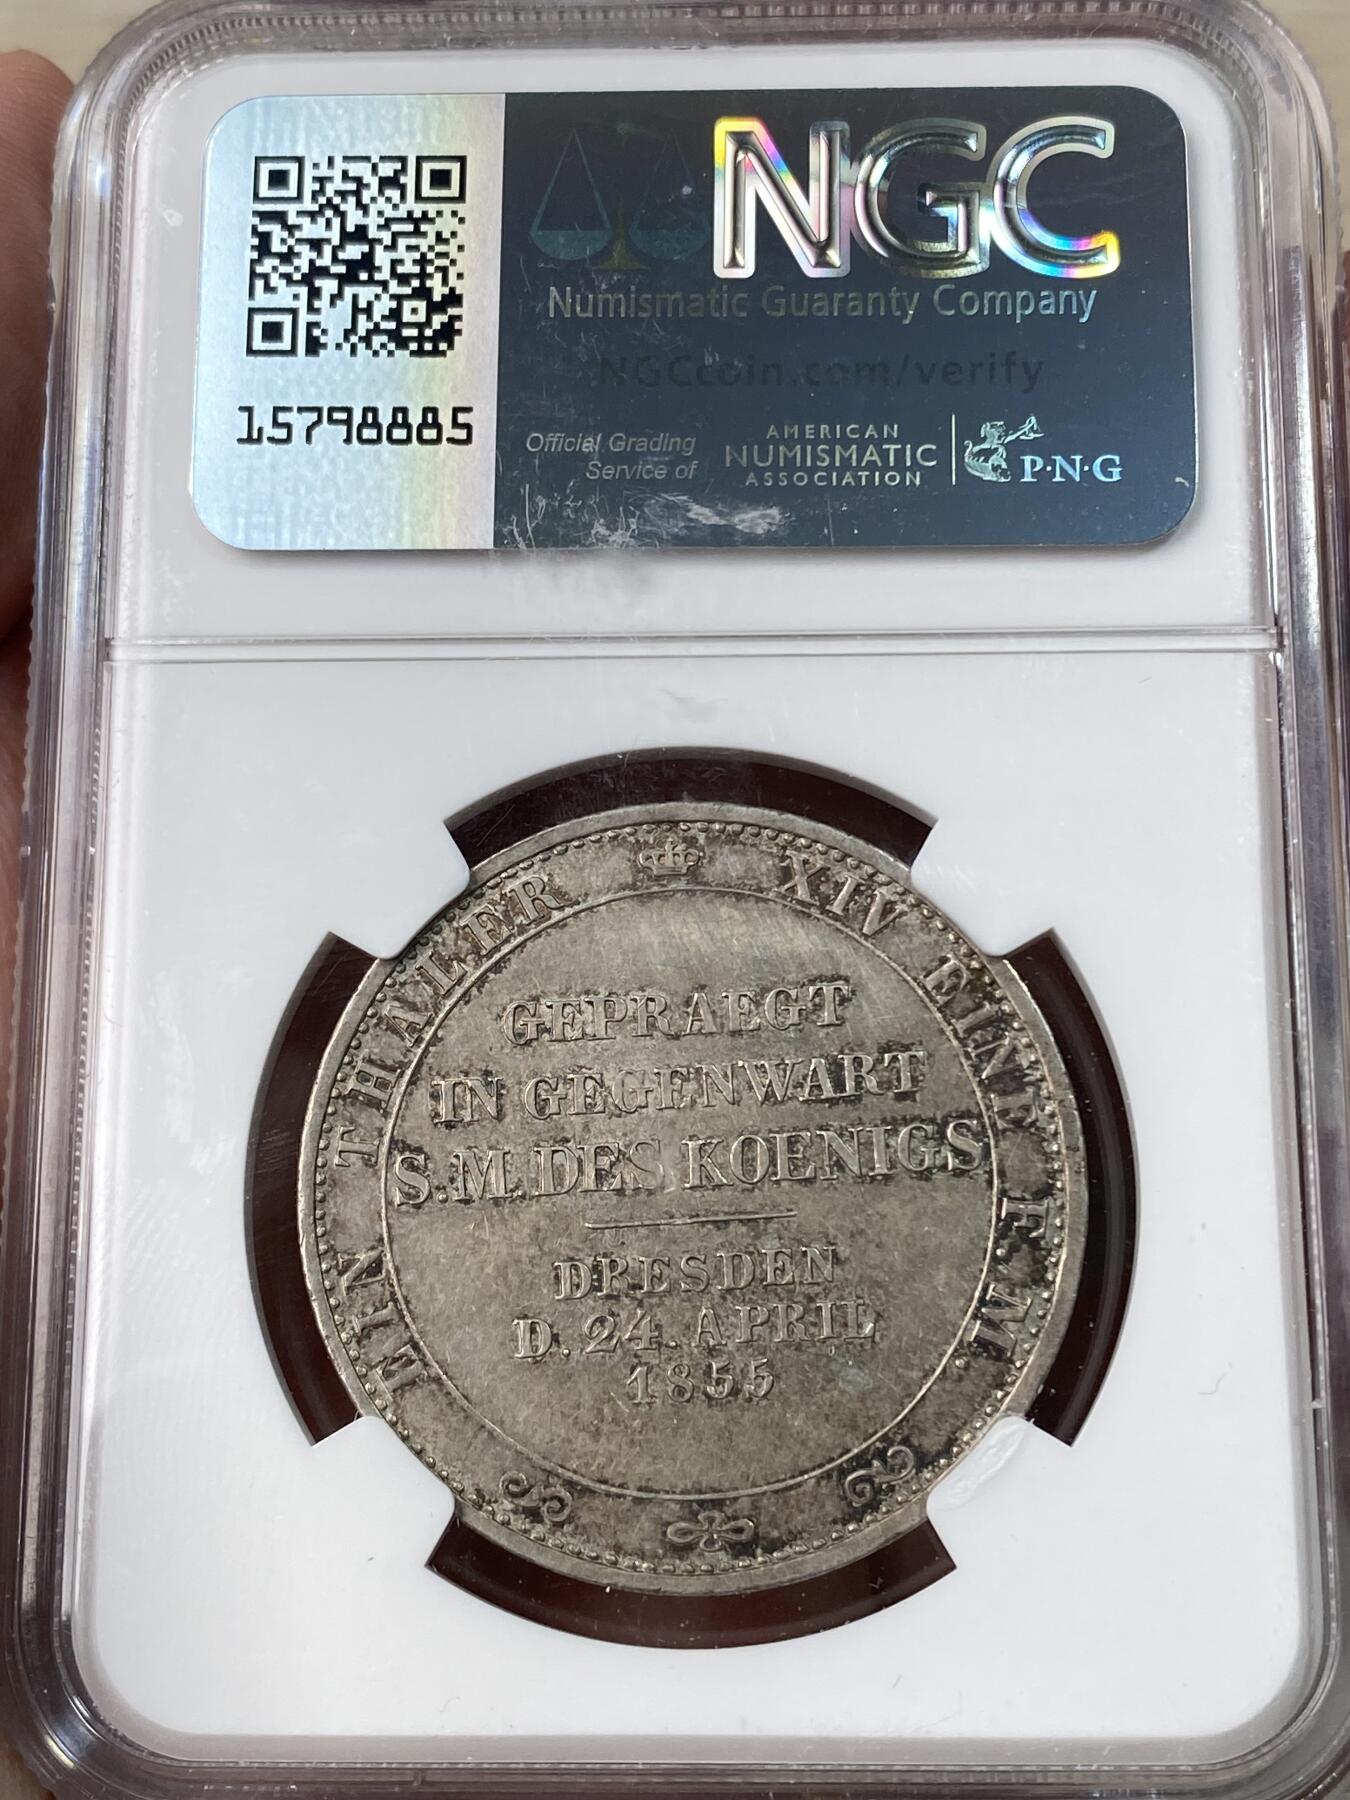 NGC
Numismatic Guaranty Company
NGCcoin.com/verify
15798885
Official Grading
Service of
AMERICAN
NUMISMATIC
ASSOCIATION
P·N·G
EIN THALER XIV EINE F. M.
GEPRAEGT
IN GEGENWART
S.M. DES KOENIGS
DRESDEN
D. 24. APRIL
1855